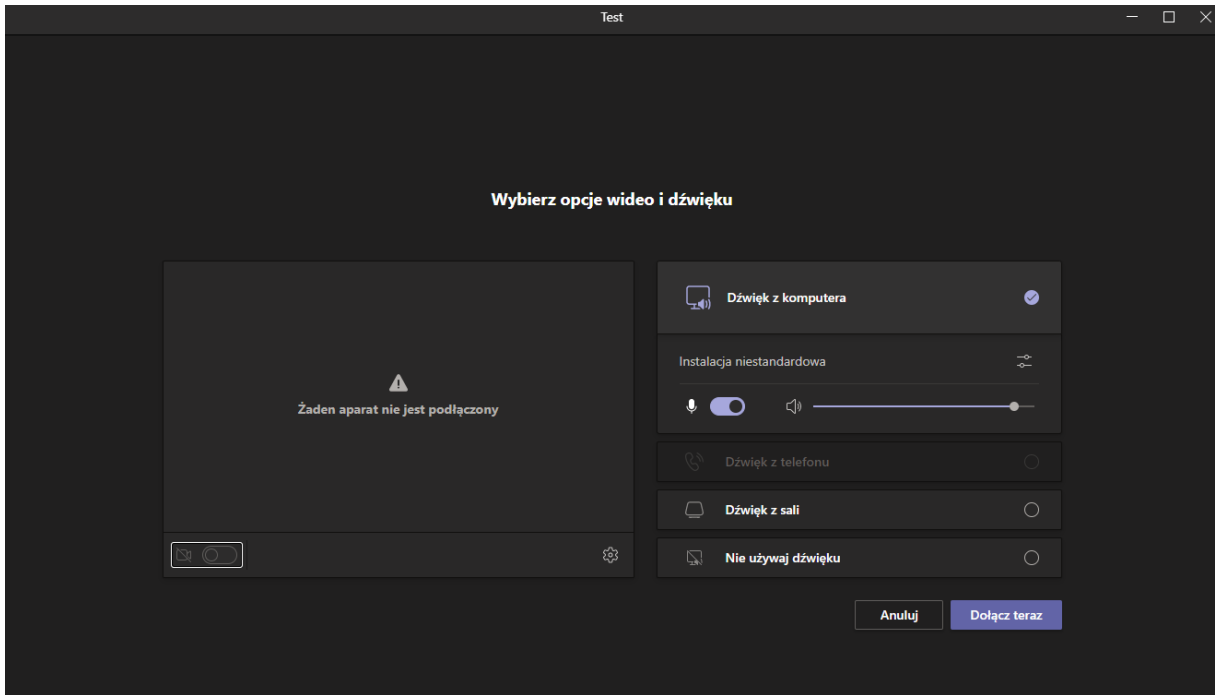 Test
Wybierz opcje wideo i dźwięku
Żaden aparat nie jest podłączony
Dźwięk z komputera
Instalacja niestandardowa
Dźwięk z telefonu
Dźwięk z sali
Nie używaj dźwięku
Anuluj
Dołącz teraz